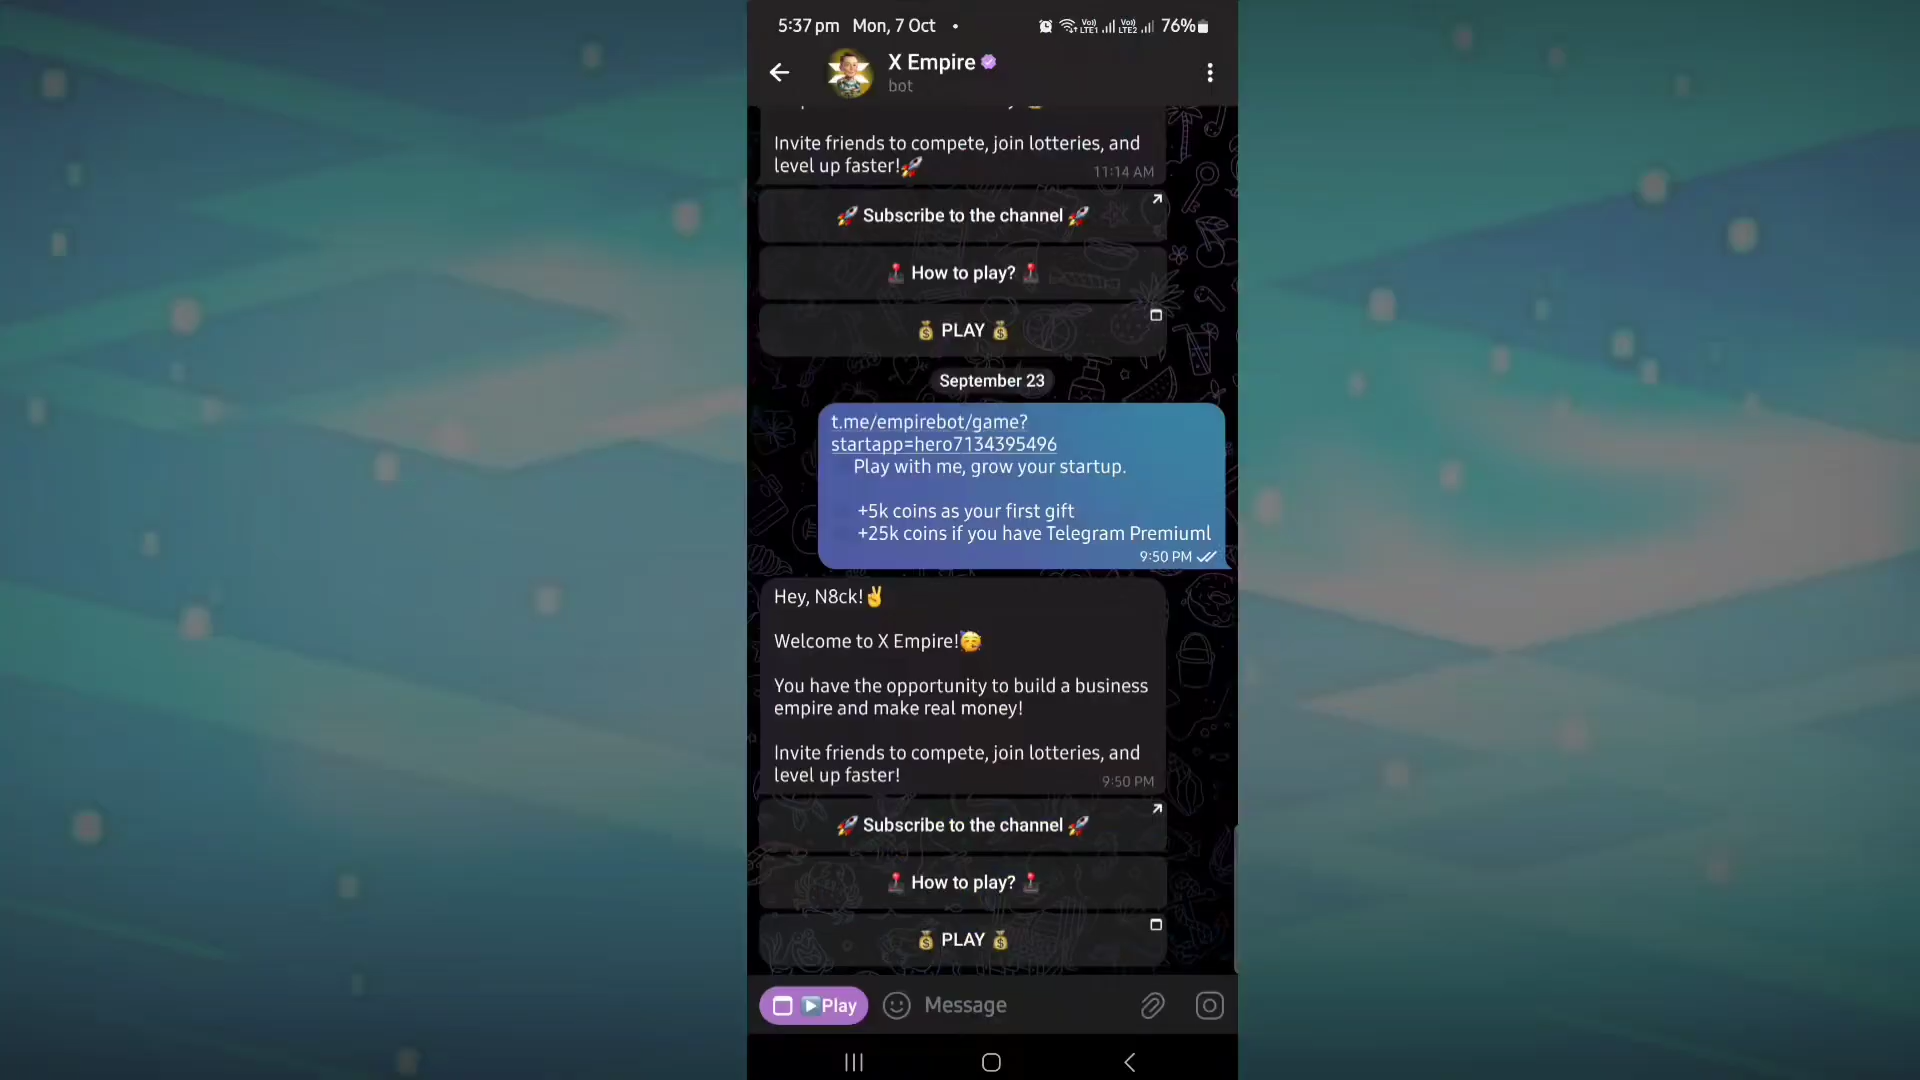 5:37 pm Mon, 7 Oct •
Vo)) LTE1 Vo)) LTE2 76%
X Empire
bot
Invite friends to compete, join lotteries, and
level up faster!🚀
11:14 AM
🚀 Subscribe to the channel 🚀
🕹️ How to play? 🕹️
💰 PLAY 💰
September 23
t.me/empirebot/game?
startapp=hero7134395496
Play with me, grow your startup.
+5k coins as your first gift
+25k coins if you have Telegram Premiuml
9:50 PM
Hey, N8ck!✌️
Welcome to X Empire!🥳
You have the opportunity to build a business
empire and make real money!
Invite friends to compete, join lotteries, and
level up faster!
9:50 PM
🚀 Subscribe to the channel 🚀
🕹️ How to play? 🕹️
💰 PLAY 💰
▶️Play
Message